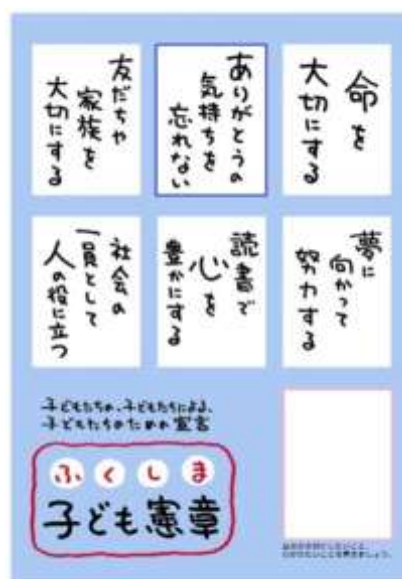 命を
大切にする
ありがとうの
気持ちを
忘れない
友だちや
家族を
大切にする
夢に
向かって
努力する
読書で
心を
豊かにする
社会の
一員として
人の役に立つ
子どもたちの、子どもたちによる、
子どもたちのための宣言
ふくしま
子ども憲章